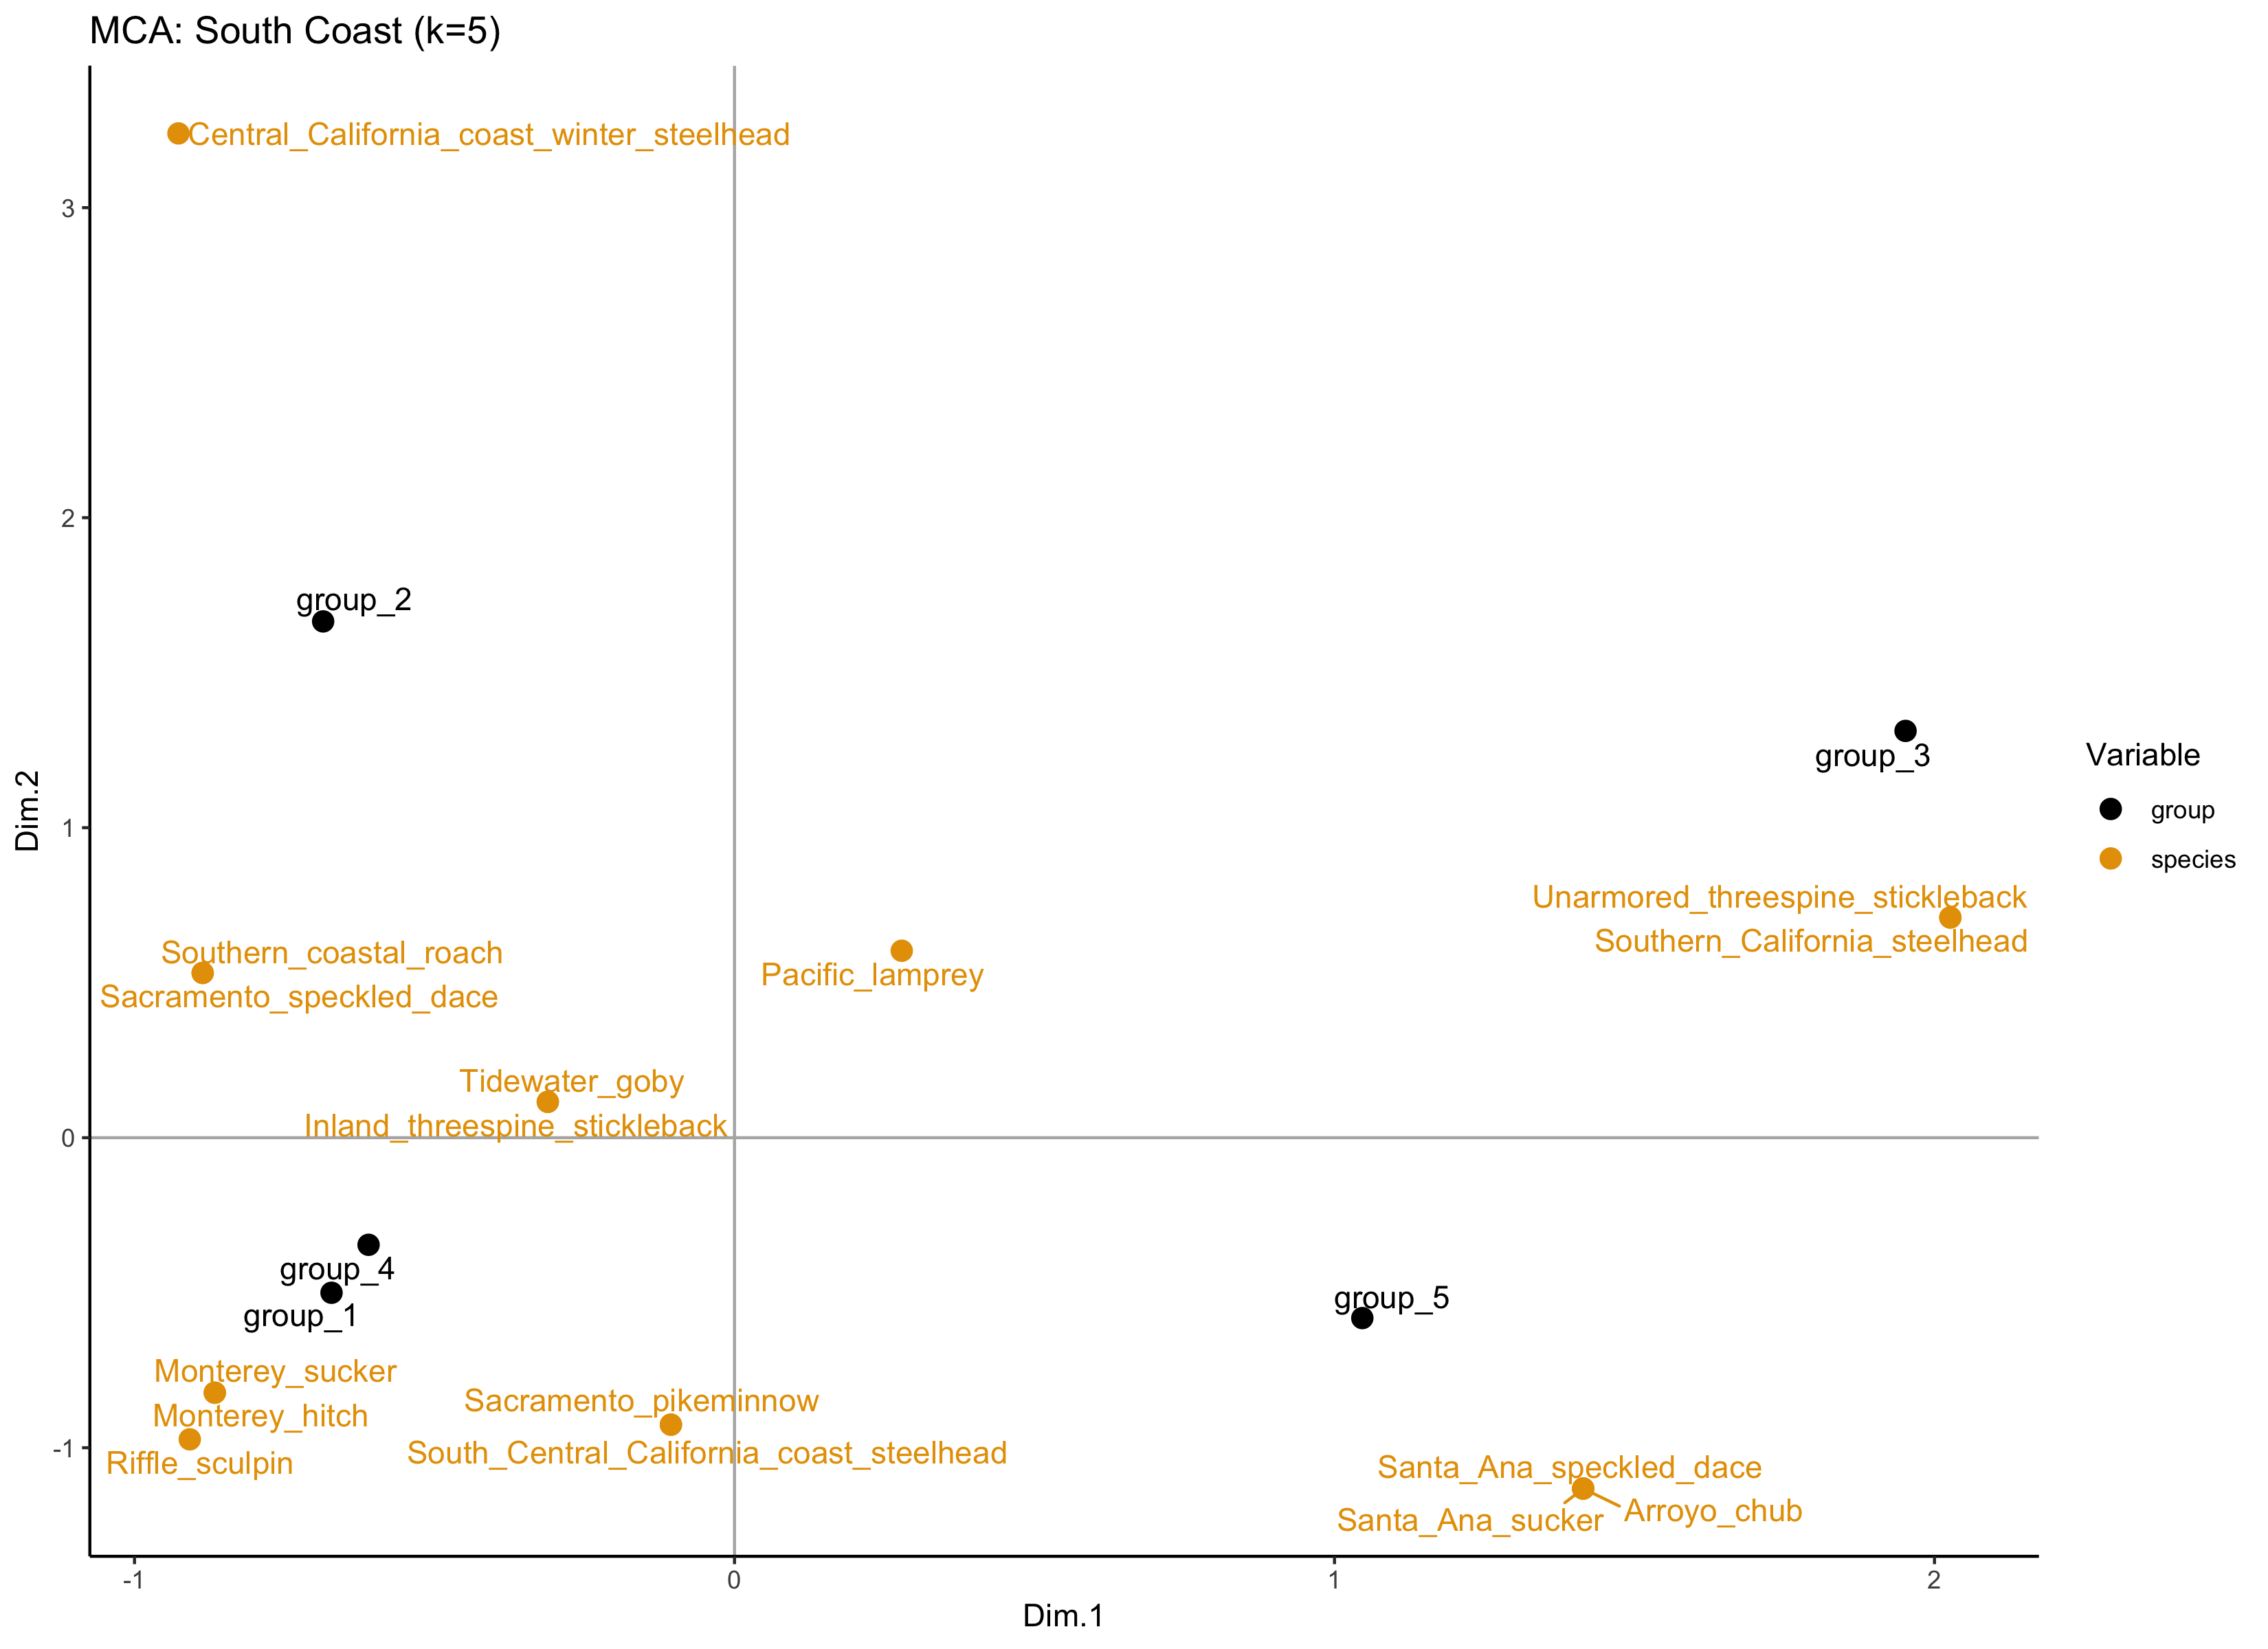 MCA: South Coast (k=5)
Central_California_coast_winter_steelhead
3
2
group_2
group_3
Variable
group
species
1
Dim.2
Unarmored_threespine_stickleback
Southern_California_steelhead
Southern_coastal_roach
Sacramento_speckled_dace
Pacific_lamprey
Tidewater_goby
Inland_threespine_stickleback
0
group_4
group_1
group_5
Monterey_sucker
Monterey_hitch
Riffle_sculpin
Sacramento_pikeminnow
South_Central_California_coast_steelhead
-1
Santa_Ana_speckled_dace
Santa_Ana_sucker
Arroyo_chub
-1
0
1
2
Dim.1